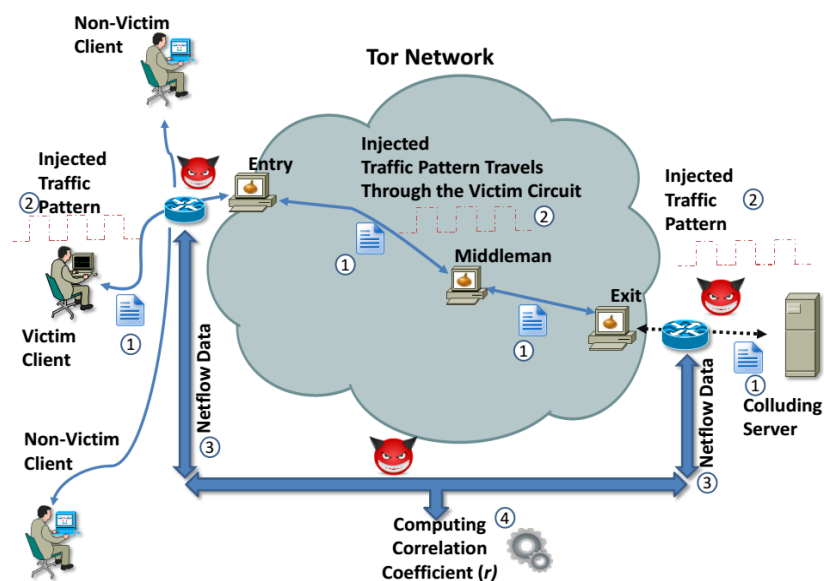 Non-Victim
Client
Tor Network
Injected
Traffic
Pattern
2
Entry
Injected
Traffic Pattern Travels
Through the Victim Circuit
2
1
Injected
Traffic
Pattern
2
Middleman
Exit
1
1
Victim
Client
1
Colluding
Server
Netflow Data
3
Netflow Data
3
Non-Victim
Client
4
Computing
Correlation
Coefficient (r)